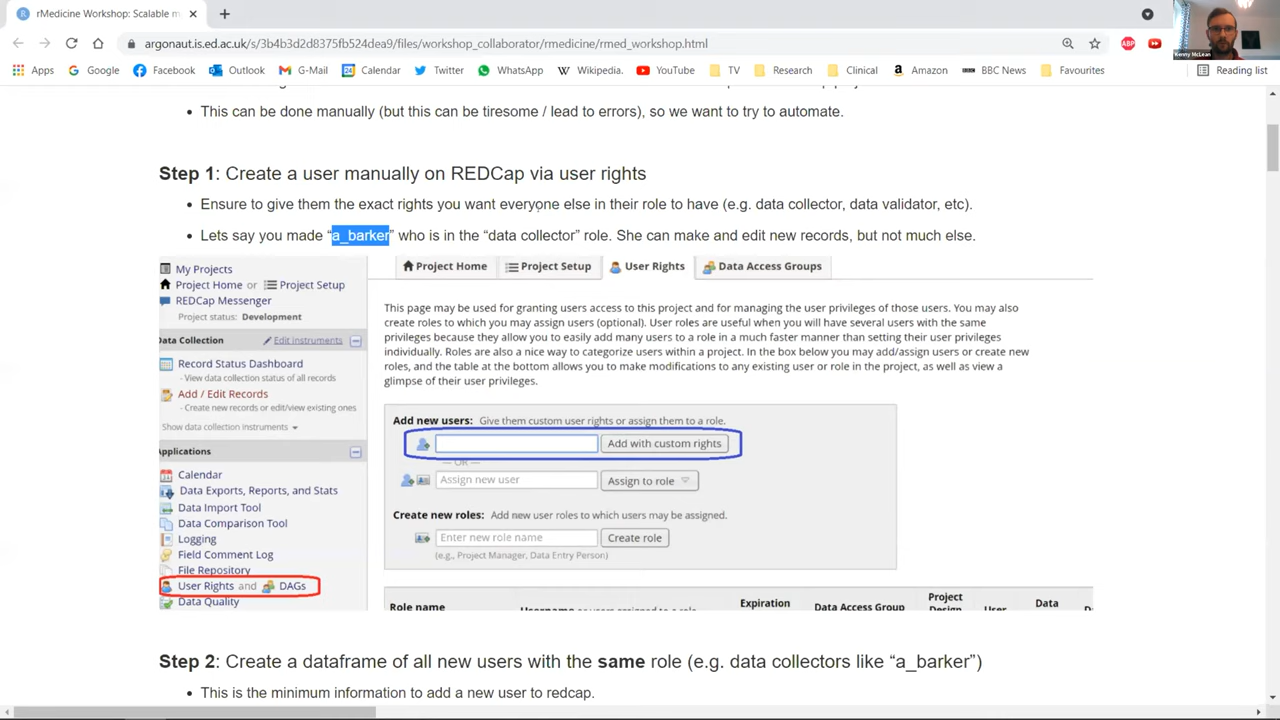 rMedicine Workshop: Scalable m
argonaut.is.ed.ac.uk/s/3b4b3d2d8375fb524dea9/files/workshop_collaborator/rmedicine/rmed_workshop.html
ABP
Kenny McLean
Apps Google Facebook Outlook G-Mail Calendar Twitter WhatsApp Wikipedia. YouTube TV Research Clinical Amazon BBC News Favourites Reading list
This can be done manually (but this can be tiresome / lead to errors), so we want to try to automate.
Step 1: Create a user manually on REDCap via user rights
Ensure to give them the exact rights you want everyone else in their role to have (e.g. data collector, data validator, etc).
Lets say you made “a_barker” who is in the “data collector” role. She can make and edit new records, but not much else.
My Projects
Project Home or Project Setup
REDCap Messenger
Project status: Development
Data Collection Edit instruments
Record Status Dashboard
- View data collection status of all records
Add / Edit Records
- Create new records or edit/view existing ones
Show data collection instruments
Applications
Calendar
Data Exports, Reports, and Stats
Data Import Tool
Data Comparison Tool
Logging
Field Comment Log
File Repository
User Rights and DAGs
Data Quality
Project Home Project Setup User Rights Data Access Groups
This page may be used for granting users access to this project and for managing the user privileges of those users. You may also
create roles to which you may assign users (optional). User roles are useful when you will have several users with the same
privileges because they allow you to easily add many users to a role in a much faster manner than setting their user privileges
individually. Roles are also a nice way to categorize users within a project. In the box below you may add/assign users or create new
roles, and the table at the bottom allows you to make modifications to any existing user or role in the project, as well as view a
glimpse of their user privileges.
Add new users: Give them custom user rights or assign them to a role.
Add with custom rights
— OR —
Assign new user Assign to role
Create new roles: Add new user roles to which users may be assigned.
Enter new role name Create role
(e.g., Project Manager, Data Entry Person)
Role name Expiration Data Access Group Project Design User Data
Step 2: Create a dataframe of all new users with the same role (e.g. data collectors like “a_barker”)
This is the minimum information to add a new user to redcap.